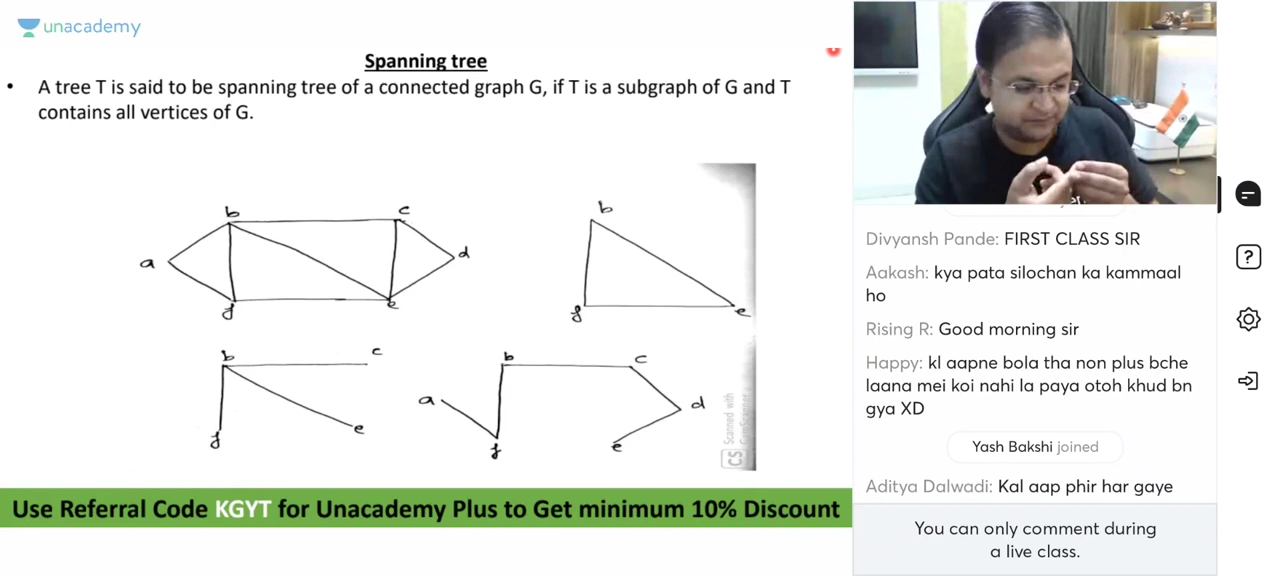 unacademy
Spanning tree
• A tree T is said to be spanning tree of a connected graph G, if T is a subgraph of G and T
contains all vertices of G.
b c
a d
f e
b
f e
b c
f e
b c
a d
f e
Scanned with
CamScanner
CS
Use Referral Code KGYT for Unacademy Plus to Get minimum 10% Discount
Divyansh Pande: FIRST CLASS SIR
Aakash: kya pata silochan ka kammaal
ho
Rising R: Good morning sir
Happy: kl aapne bola tha non plus bche
laana mei koi nahi la paya otoh khud bn
gya XD
Yash Bakshi joined
Aditya Dalwadi: Kal aap phir har gaye
You can only comment during
a live class.